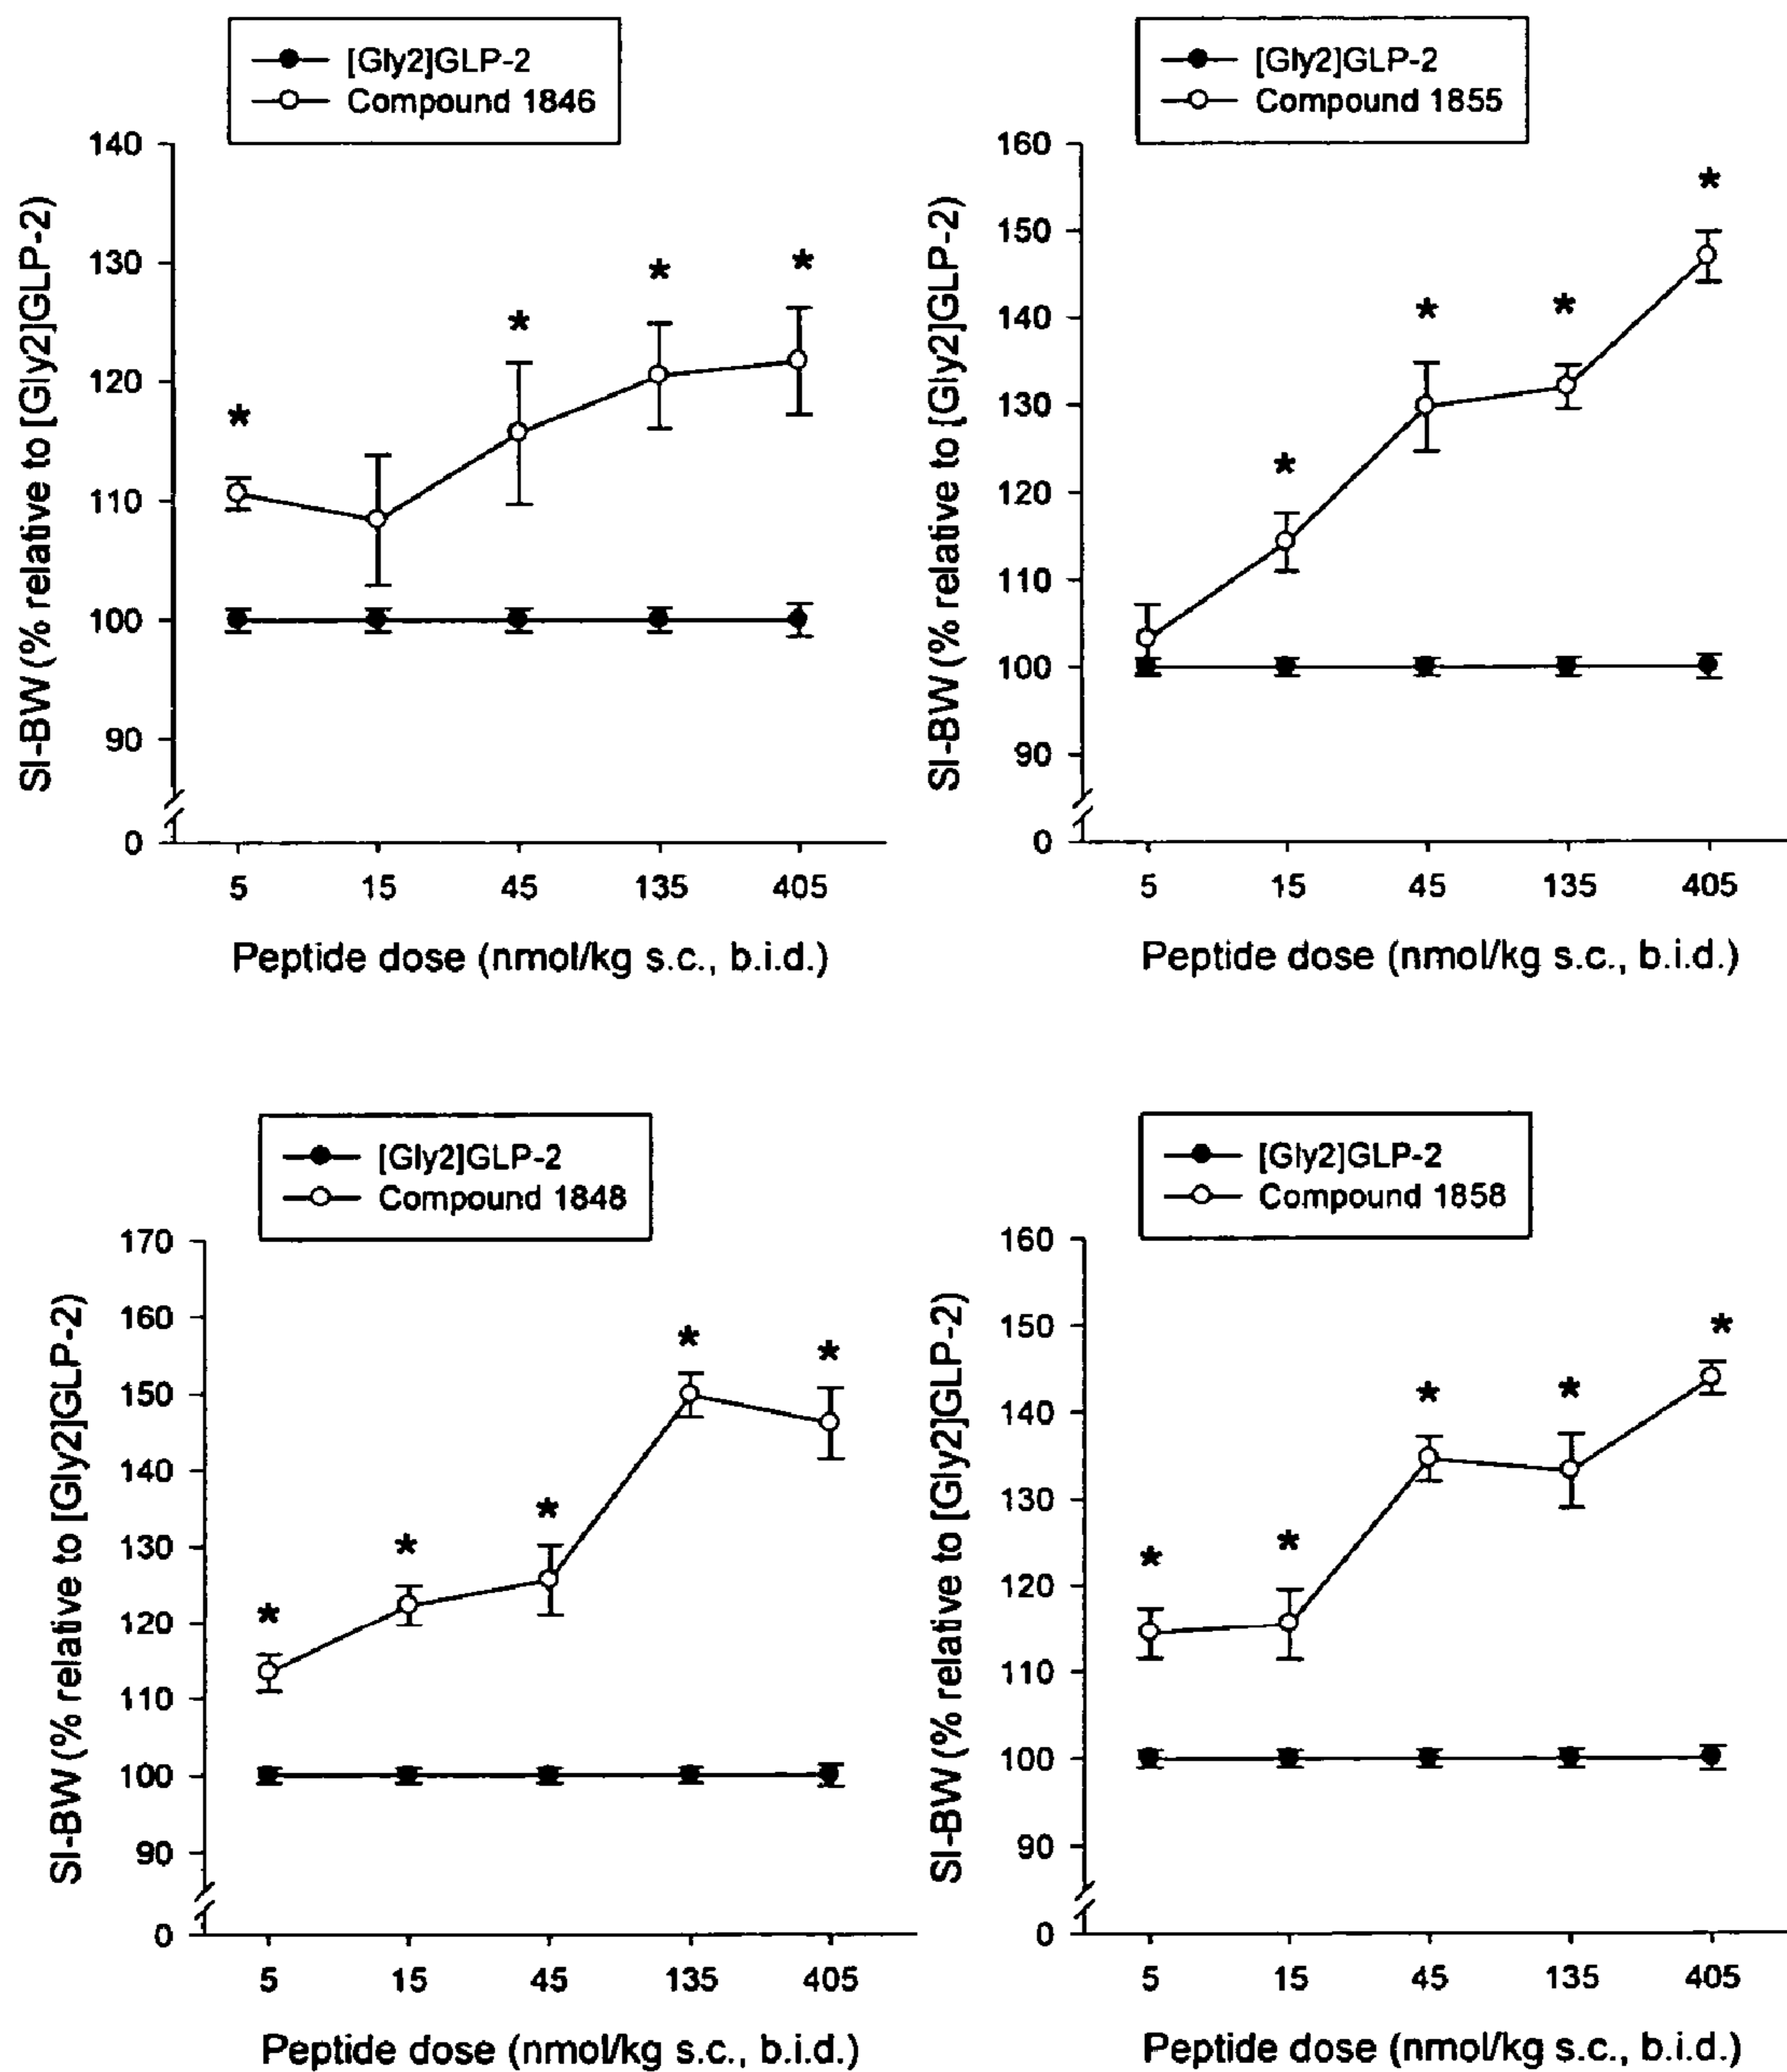 [Gly2]GLP-2
Compound 1846
140
130
120
110
100
90
0
SI-BW (% relative to [Gly2]GLP-2)
*
*
*
*
5 15 45 135 405
Peptide dose (nmol/kg s.c., b.i.d.)
[Gly2]GLP-2
Compound 1855
160
150
140
130
120
110
100
90
0
SI-BW (% relative to [Gly2]GLP-2)
*
*
*
*
5 15 45 135 405
Peptide dose (nmol/kg s.c., b.i.d.)
[Gly2]GLP-2
Compound 1848
170
160
150
140
130
120
110
100
90
0
SI-BW (% relative to [Gly2]GLP-2)
*
*
*
*
*
5 15 45 135 405
Peptide dose (nmol/kg s.c., b.i.d.)
[Gly2]GLP-2
Compound 1858
160
150
140
130
120
110
100
90
0
SI-BW (% relative to [Gly2]GLP-2)
*
*
*
*
*
5 15 45 135 405
Peptide dose (nmol/kg s.c., b.i.d.)